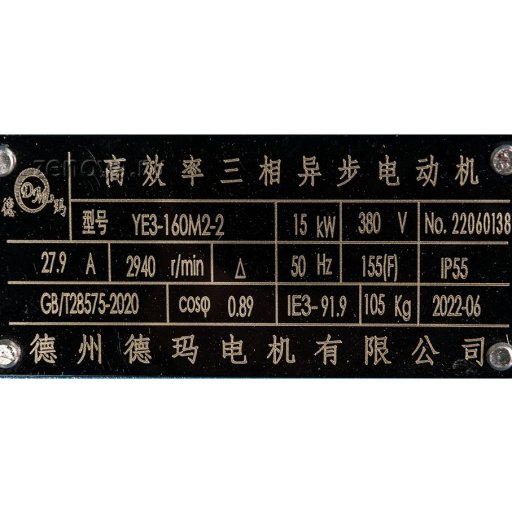 高效率三相异步电动机
德玛
型号 YE3-160M2-2 15 kW 380 V No. 22060138
27.9 A 2940 r/min △ 50 Hz 155(F) IP55
GB/T28575-2020 cosφ 0.89 IE3-91.9 105 Kg 2022-06
德州德玛电机有限公司